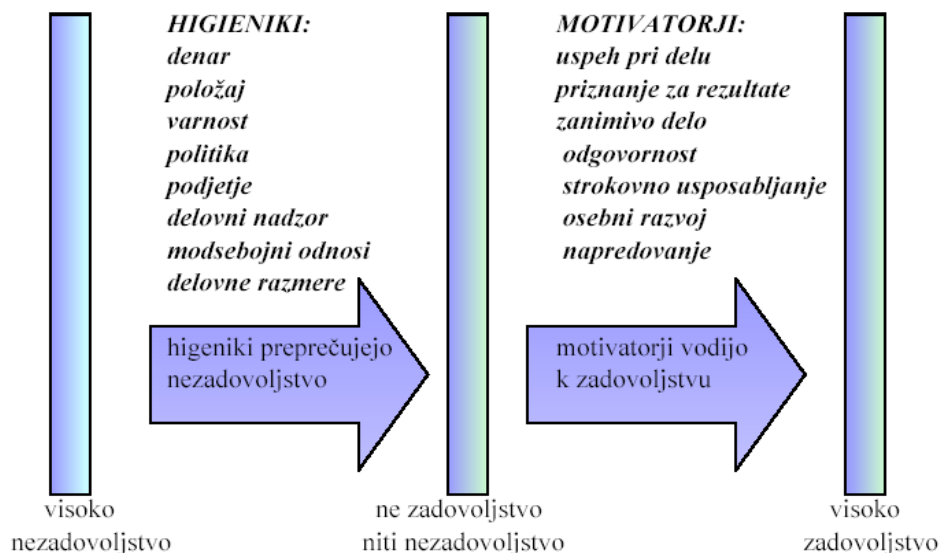 HIGIENIKI:
denar
položaj
varnost
politika
podjetje
delovni nadzor
modsebojni odnosi
delovne razmere
higeniki preprečujejo
nezadovoljstvo
MOTIVATORJI:
uspeh pri delu
priznanje za rezultate
zanimivo delo
odgovornost
strokovno usposabljanje
osebni razvoj
napredovanje
motivatorji vodijo
k zadovoljstvu
visoko
nezadovoljstvo
ne zadovoljstvo
niti nezadovoljstvo
visoko
zadovoljstvo